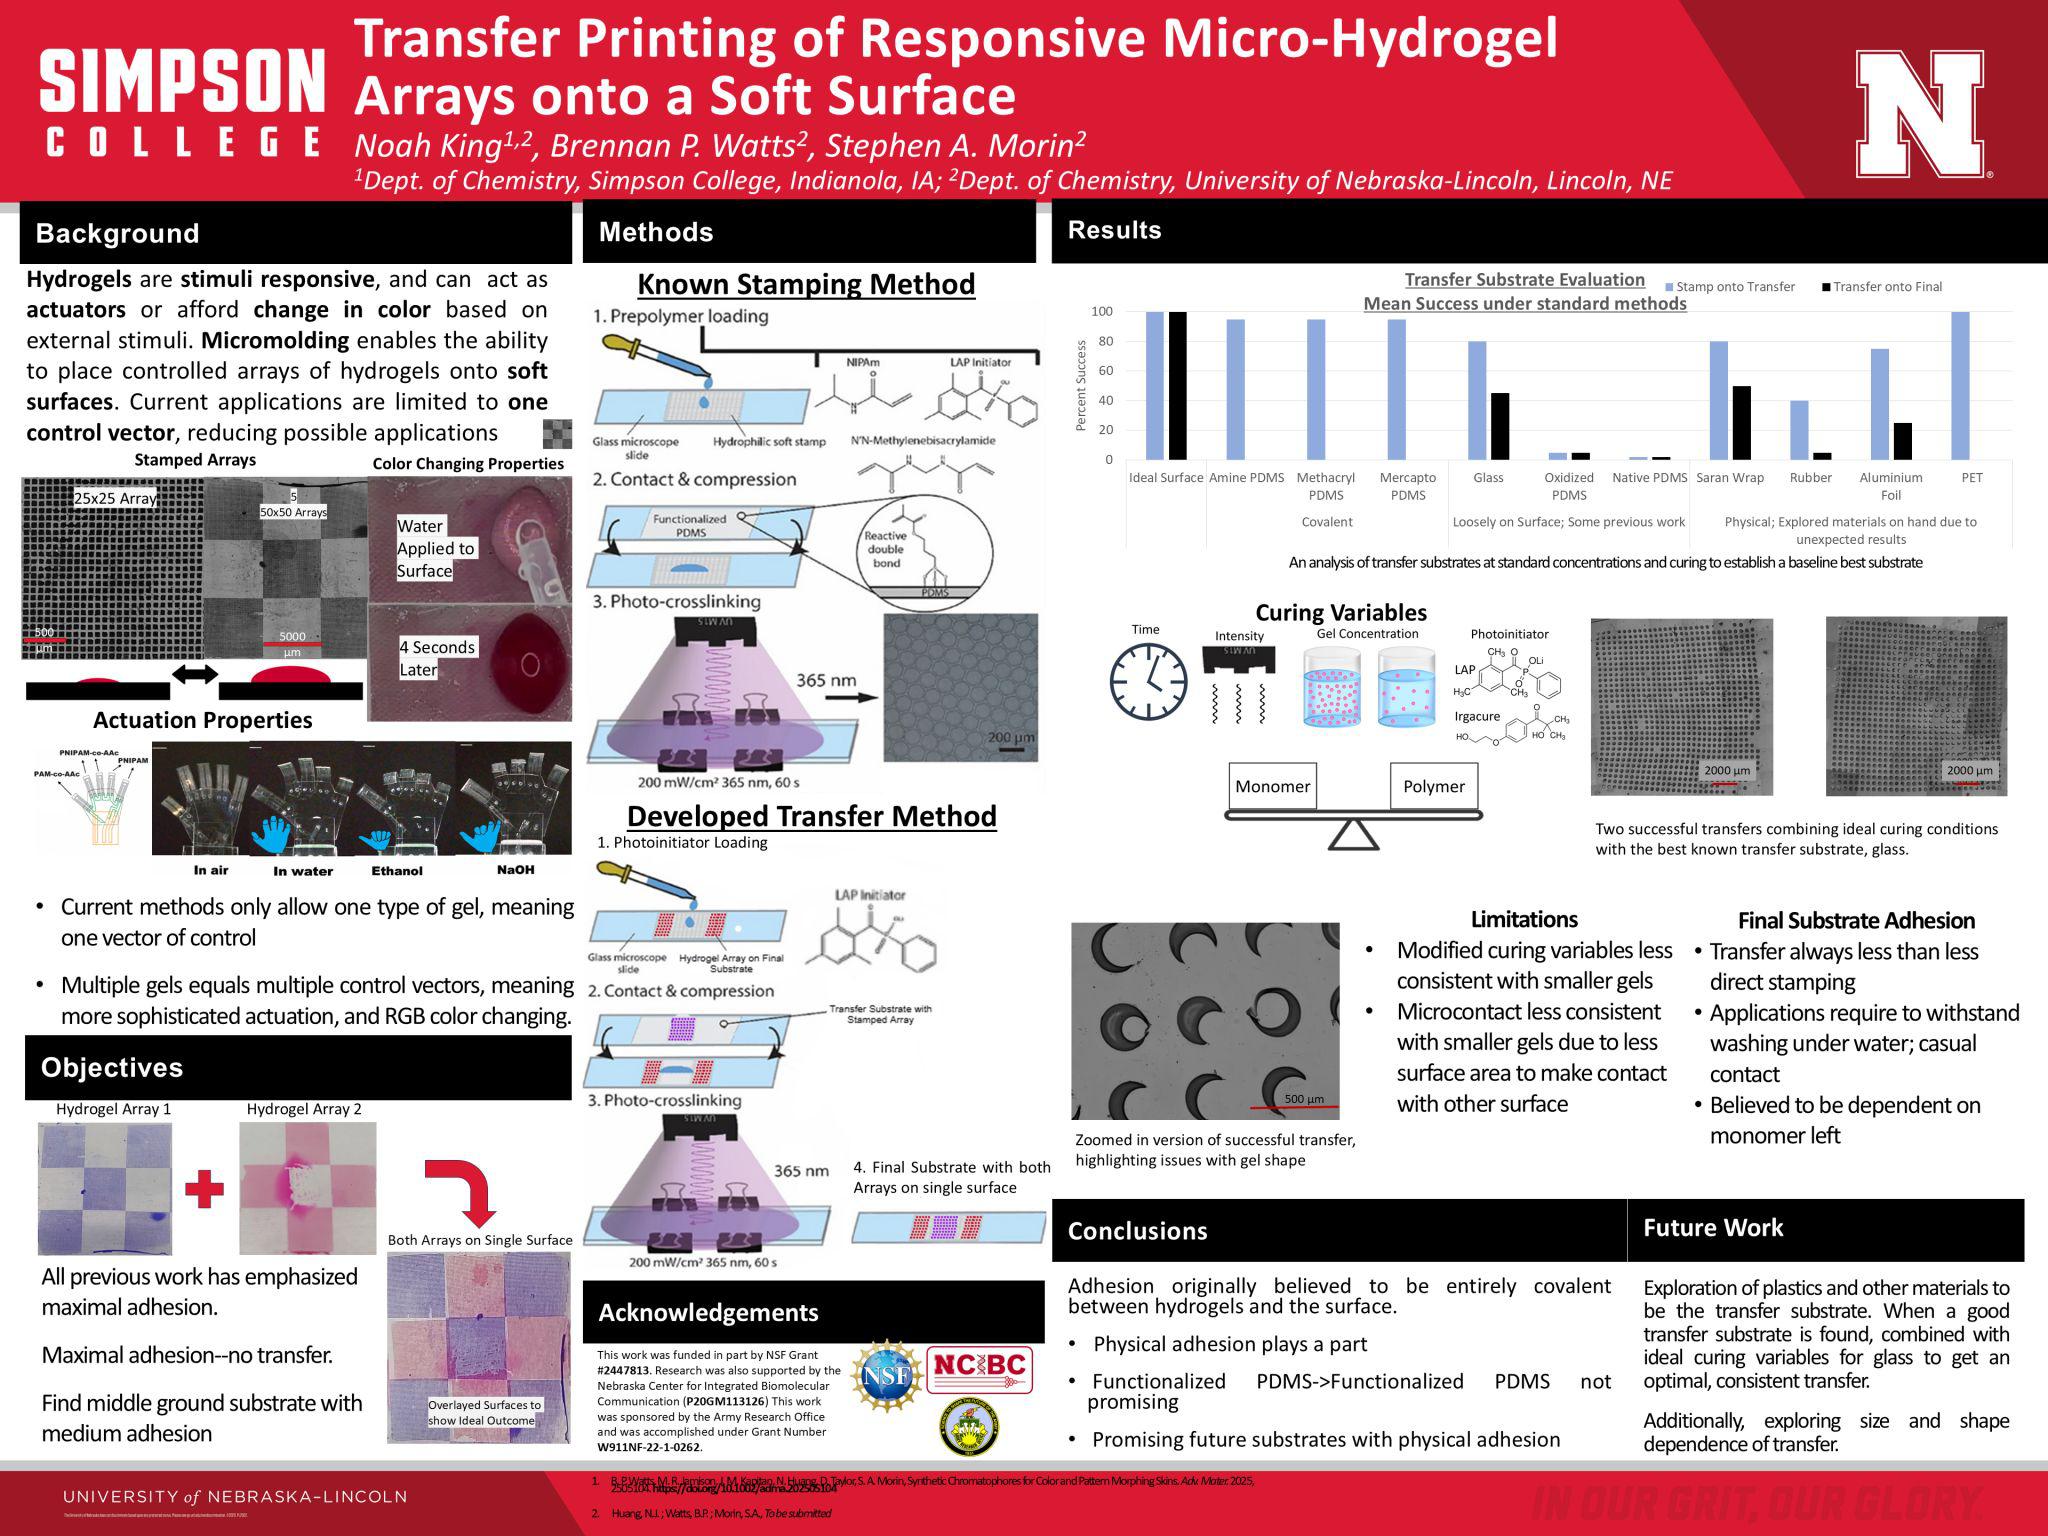 SIMPSON
COLLEGE
Transfer Printing of Responsive Micro-Hydrogel
Arrays onto a Soft Surface
Noah King1,2, Brennan P. Watts2, Stephen A. Morin2
1Dept. of Chemistry, Simpson College, Indianola, IA; 2Dept. of Chemistry, University of Nebraska-Lincoln, Lincoln, NE
N
®
Background
Hydrogels are stimuli responsive, and can act as
actuators or afford change in color based on
external stimuli. Micromolding enables the ability
to place controlled arrays of hydrogels onto soft
surfaces. Current applications are limited to one
control vector, reducing possible applications
Stamped Arrays
Color Changing Properties
25x25 Array
5
50x50 Arrays
500
µm
5000
µm
Water
Applied to
Surface
4 Seconds
Later
Actuation Properties
PNIPAM-co-AAc
PNIPAM
PAM-co-AAc
In air
In water
Ethanol
NaOH
• Current methods only allow one type of gel, meaning
one vector of control
• Multiple gels equals multiple control vectors, meaning
more sophisticated actuation, and RGB color changing.
Objectives
Hydrogel Array 1
Hydrogel Array 2
Both Arrays on Single Surface
All previous work has emphasized
maximal adhesion.
Maximal adhesion--no transfer.
Find middle ground substrate with
medium adhesion
Overlayed Surfaces to
show Ideal Outcome
Methods
Known Stamping Method
1. Prepolymer loading
NIPAm
LAP Initiator
Glass microscope
slide
Hydrophilic soft stamp
N'N-Methylenebisacrylamide
2. Contact & compression
Functionalized
PDMS
Reactive
double
bond
PDMS
3. Photo-crosslinking
365 nm
200 µm
200 mW/cm² 365 nm, 60 s
Developed Transfer Method
1. Photoinitiator Loading
LAP Initiator
Glass microscope
slide
Hydrogel Array on Final
Substrate
2. Contact & compression
Transfer Substrate with
Stamped Array
3. Photo-crosslinking
365 nm
4. Final Substrate with both
Arrays on single surface
200 mW/cm² 365 nm, 60 s
Acknowledgements
This work was funded in part by NSF Grant
#2447813. Research was also supported by the
Nebraska Center for Integrated Biomolecular
Communication (P20GM113126) This work
was sponsored by the Army Research Office
and was accomplished under Grant Number
W911NF-22-1-0262.
NSF
NCIBC
Results
Transfer Substrate Evaluation
Mean Success under standard methods
Stamp onto Transfer
Transfer onto Final
Percent Success
100
80
60
40
20
0
Ideal Surface
Amine PDMS
Methacryl
PDMS
Mercapto
PDMS
Glass
Oxidized
PDMS
Native PDMS
Saran Wrap
Rubber
Aluminium
Foil
PET
Covalent
Loosely on Surface; Some previous work
Physical; Explored materials on hand due to
unexpected results
An analysis of transfer substrates at standard concentrations and curing to establish a baseline best substrate
Curing Variables
Time
Intensity
Gel Concentration
Photoinitiator
LAP
CH₃
O
OLi
P
O
H₃C
CH₃
Irgacure
HO
O
O
CH₃
HO
CH₃
Monomer
Polymer
2000 µm
2000 µm
Two successful transfers combining ideal curing conditions
with the best known transfer substrate, glass.
500 µm
Zoomed in version of successful transfer,
highlighting issues with gel shape
Limitations
• Modified curing variables less
consistent with smaller gels
• Microcontact less consistent
with smaller gels due to less
surface area to make contact
with other surface
Final Substrate Adhesion
• Transfer always less than less
direct stamping
• Applications require to withstand
washing under water; casual
contact
• Believed to be dependent on
monomer left
Conclusions
Adhesion originally believed to be entirely covalent
between hydrogels and the surface.
• Physical adhesion plays a part
• Functionalized PDMS->Functionalized PDMS not
promising
• Promising future substrates with physical adhesion
Future Work
Exploration of plastics and other materials to
be the transfer substrate. When a good
transfer substrate is found, combined with
ideal curing variables for glass to get an
optimal, consistent transfer.
Additionally, exploring size and shape
dependence of transfer.
UNIVERSITY of NEBRASKA–LINCOLN
1. B. P. Watts, M. R. Jamison, J. M. Kapitan, N. Huang, D. Taylor, S. A. Morin, Synthetic Chromatophores for Color and Pattern Morphing Skins. Adv. Mater. 2025,
2505104. https://doi.org/10.1002/adma.202505104
2. Huang, N.J. ; Watts, B.P. ; Morin, S.A., To be submitted
IN OUR GRIT, OUR GLORY.